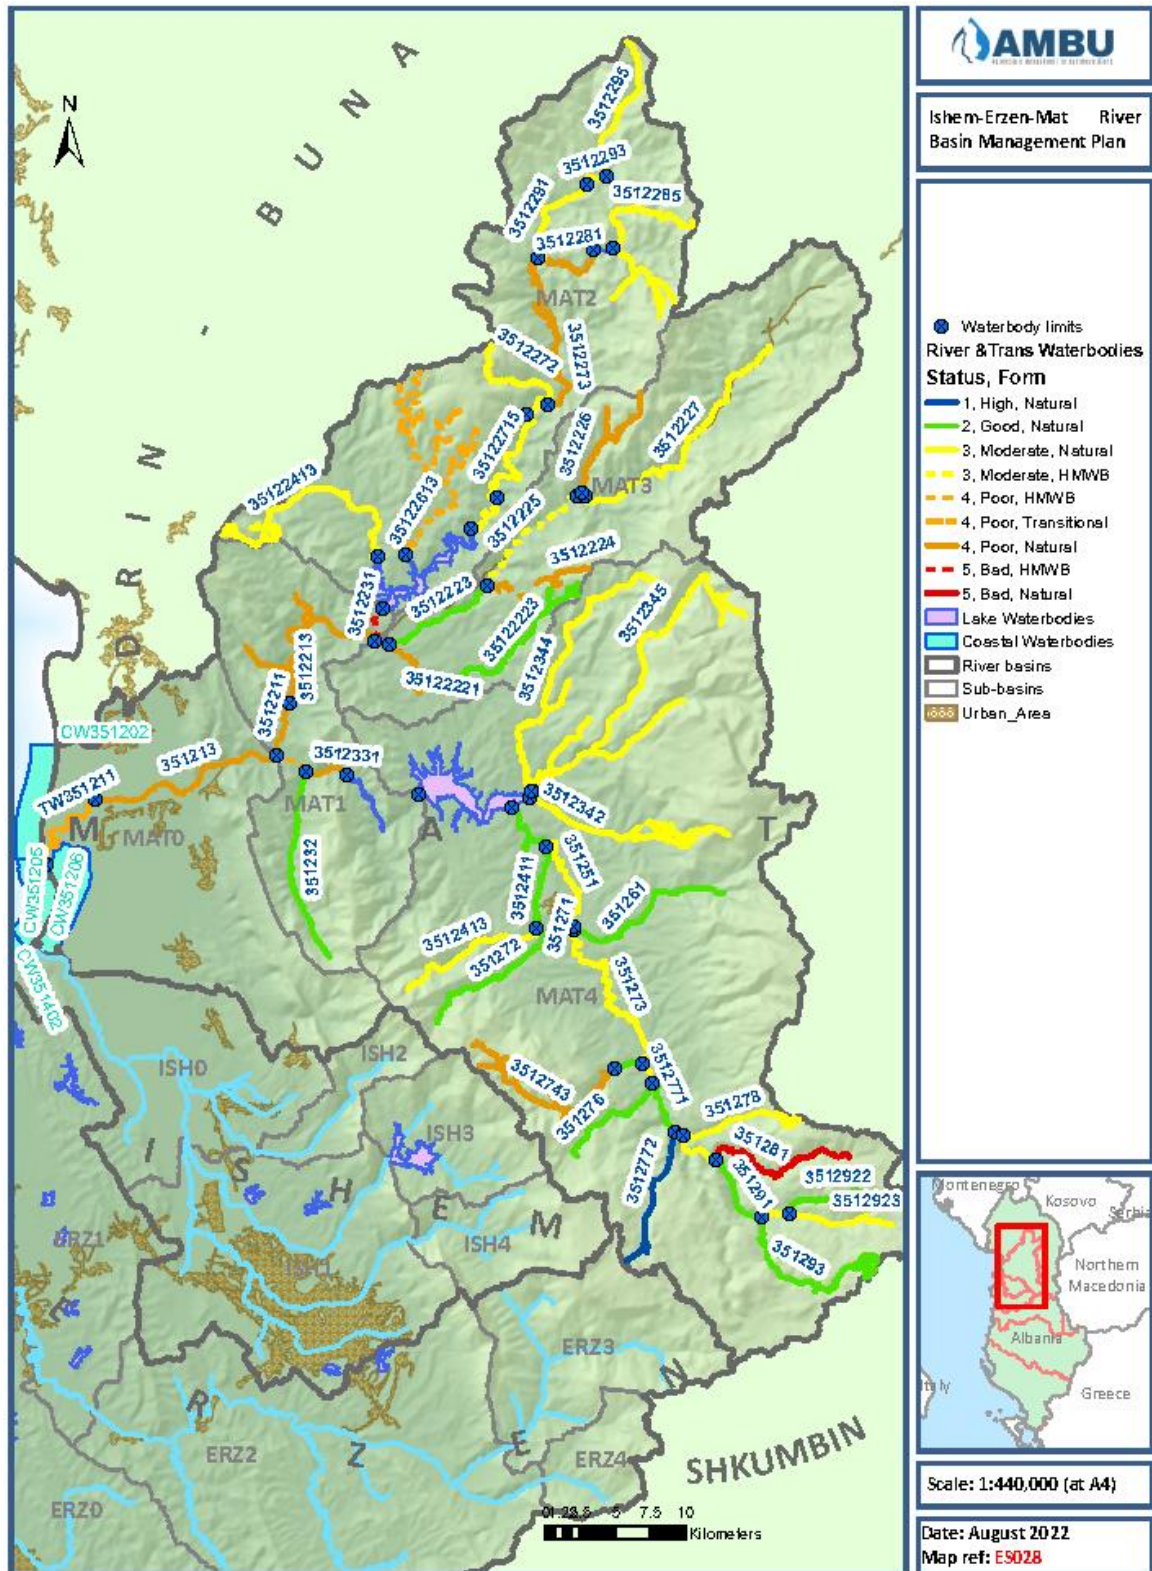 AMBU
Ishem-Erzen-Mat River
Basin Management Plan
Waterbody limits
River &Trans Waterbodies
Status, Form
1, High, Natural
2, Good, Natural
3, Moderate, Natural
3, Moderate, HMWB
4, Poor, HMWB
4, Poor, Transitional
4, Poor, Natural
5, Bad, HMWB
5, Bad, Natural
Lake Waterbodies
Coastal Waterbodies
River basins
Sub-basins
Urban_Area
Montenegro
Kosovo
Serbia
Northern
Macedonia
Albania
Italy
Greece
Scale: 1:440,000 (at A4)
Date: August 2022
Map ref: ES028
N
DRIN - BUNA
MAT
ISHEM
SHKUMBIN
3512295
3512293
3512291
3512285
3512281
MAT2
3512272
3512273
35122715
3512226
3512227
MAT3
35122413
35122613
3512225
3512224
3512231
35122223
35122223
3512345
3512344
35122221
3512213
3512211
CW351202
351213
3512331
TW351211
MAT1
3512342
MAT0
351251
3512411
351232
351261
CW351205
CW351206
351271
3512413
351272
CW351402
351273
MAT4
ISH2
ISH0
3512743
3512771
351276
351278
ISH3
351281
3512772
3512922
351291
3512923
ISH4
ERZ1
ISH1
351293
ERZ3
ERZ2
ERZ4
ERZ0
5 7.5 10
Kilometers